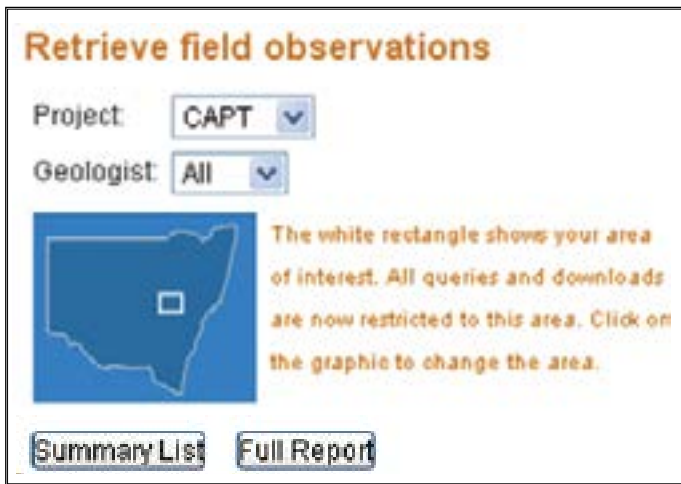 Retrieve field observations
Project: CAPT
Geologist: All
The white rectangle shows your area
of interest. All queries and downloads
are now restricted to this area. Click on
the graphic to change the area.
Summary List Full Report